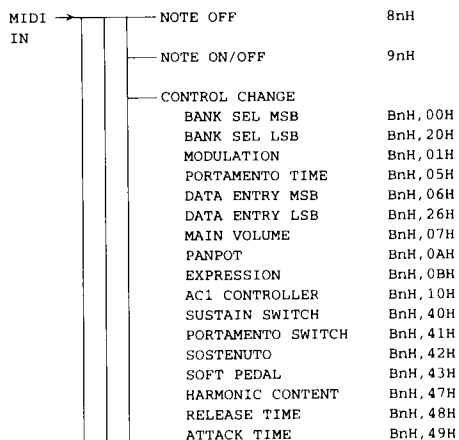 MIDI NOTE OFF 8nH
IN
NOTE ON/OFF 9nH
CONTROL CHANGE
BANK SEL MSB BnH,00H
BANK SEL LSB BnH,20H
MODULATION BnH,01H
PORTAMENTO TIME BnH,05H
DATA ENTRY MSB BnH,06H
DATA ENTRY LSB BnH,26H
MAIN VOLUME BnH,07H
PANPOT BnH,0AH
EXPRESSION BnH,0BH
AC1 CONTROLLER BnH,10H
SUSTAIN SWITCH BnH,40H
PORTAMENTO SWITCH BnH,41H
SOSTENUTO BnH,42H
SOFT PEDAL BnH,43H
HARMONIC CONTENT BnH,47H
RELEASE TIME BnH,48H
ATTACK TIME BnH,49H